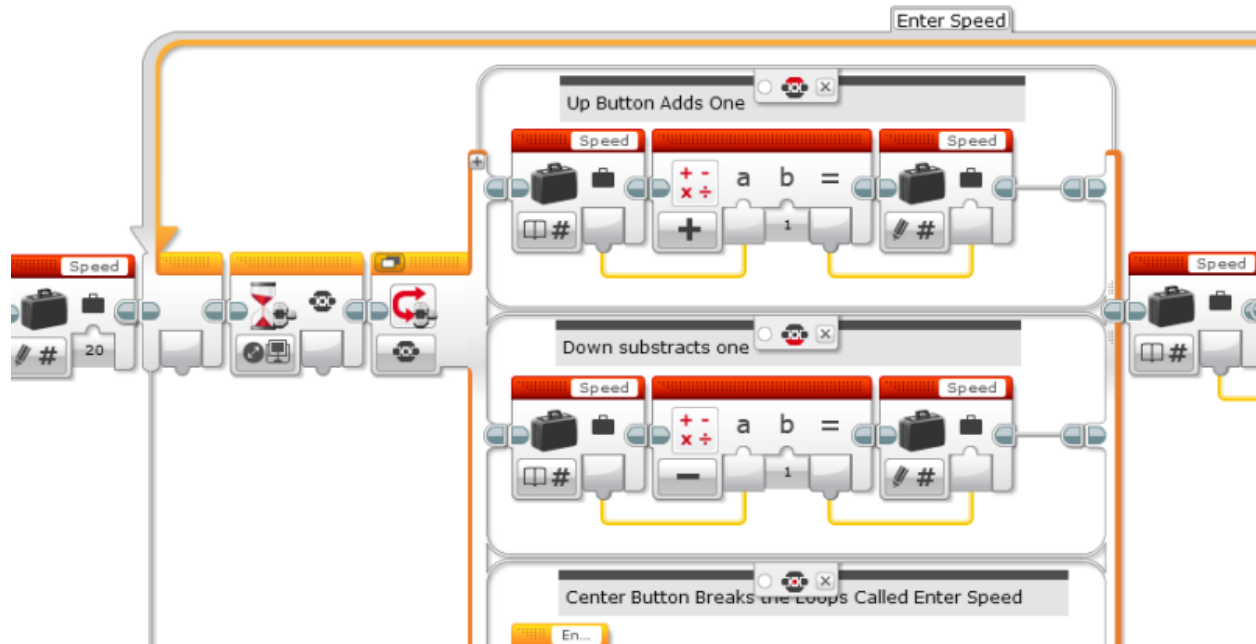 Enter Speed
Up Button Adds One
Speed
Speed
a b =
1
#
#
Speed
20
#
Speed
#
Down substracts one
Speed
Speed
a b =
1
#
#
Center Button Breaks the Loops Called Enter Speed
En...